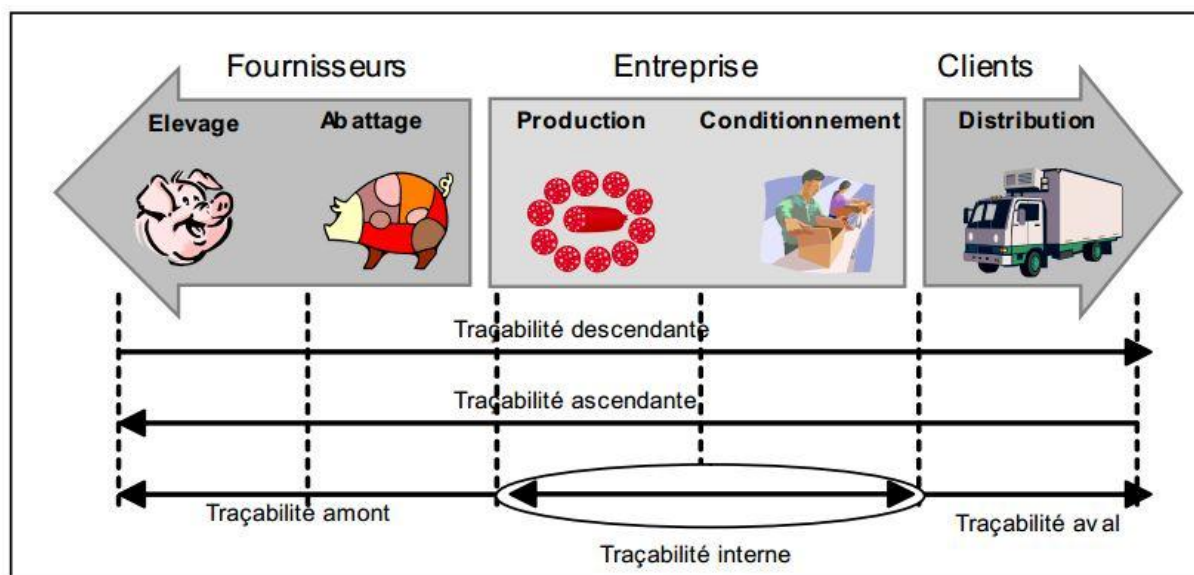 Fournisseurs Entreprise Clients
Elevage Abattage Production Conditionnement Distribution
Traçabilité descendante
Traçabilité ascendante
Traçabilité amont
Traçabilité aval
Traçabilité interne